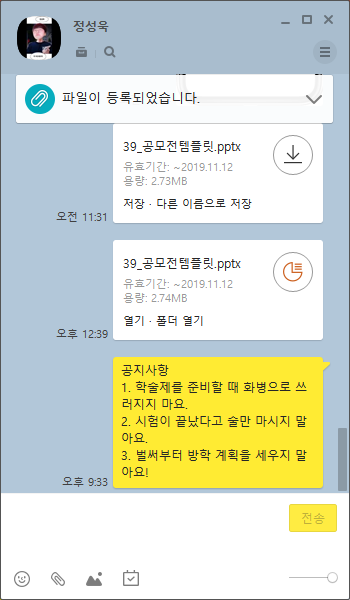 정성욱
파일이 등록되었습니다.
39_공모전템플릿.pptx
유효기간: ~2019.11.12
용량: 2.73MB
저장 · 다른 이름으로 저장
오전 11:31
39_공모전템플릿.pptx
유효기간: ~2019.11.12
용량: 2.74MB
열기 · 폴더 열기
오후 12:39
공지사항
1. 학술제를 준비할 때 화병으로 쓰
러지지 마요.
2. 시험이 끝났다고 술만 마시지 말
아요.
3. 벌써부터 방학 계획을 세우지 말
아요!
오후 9:33
전송